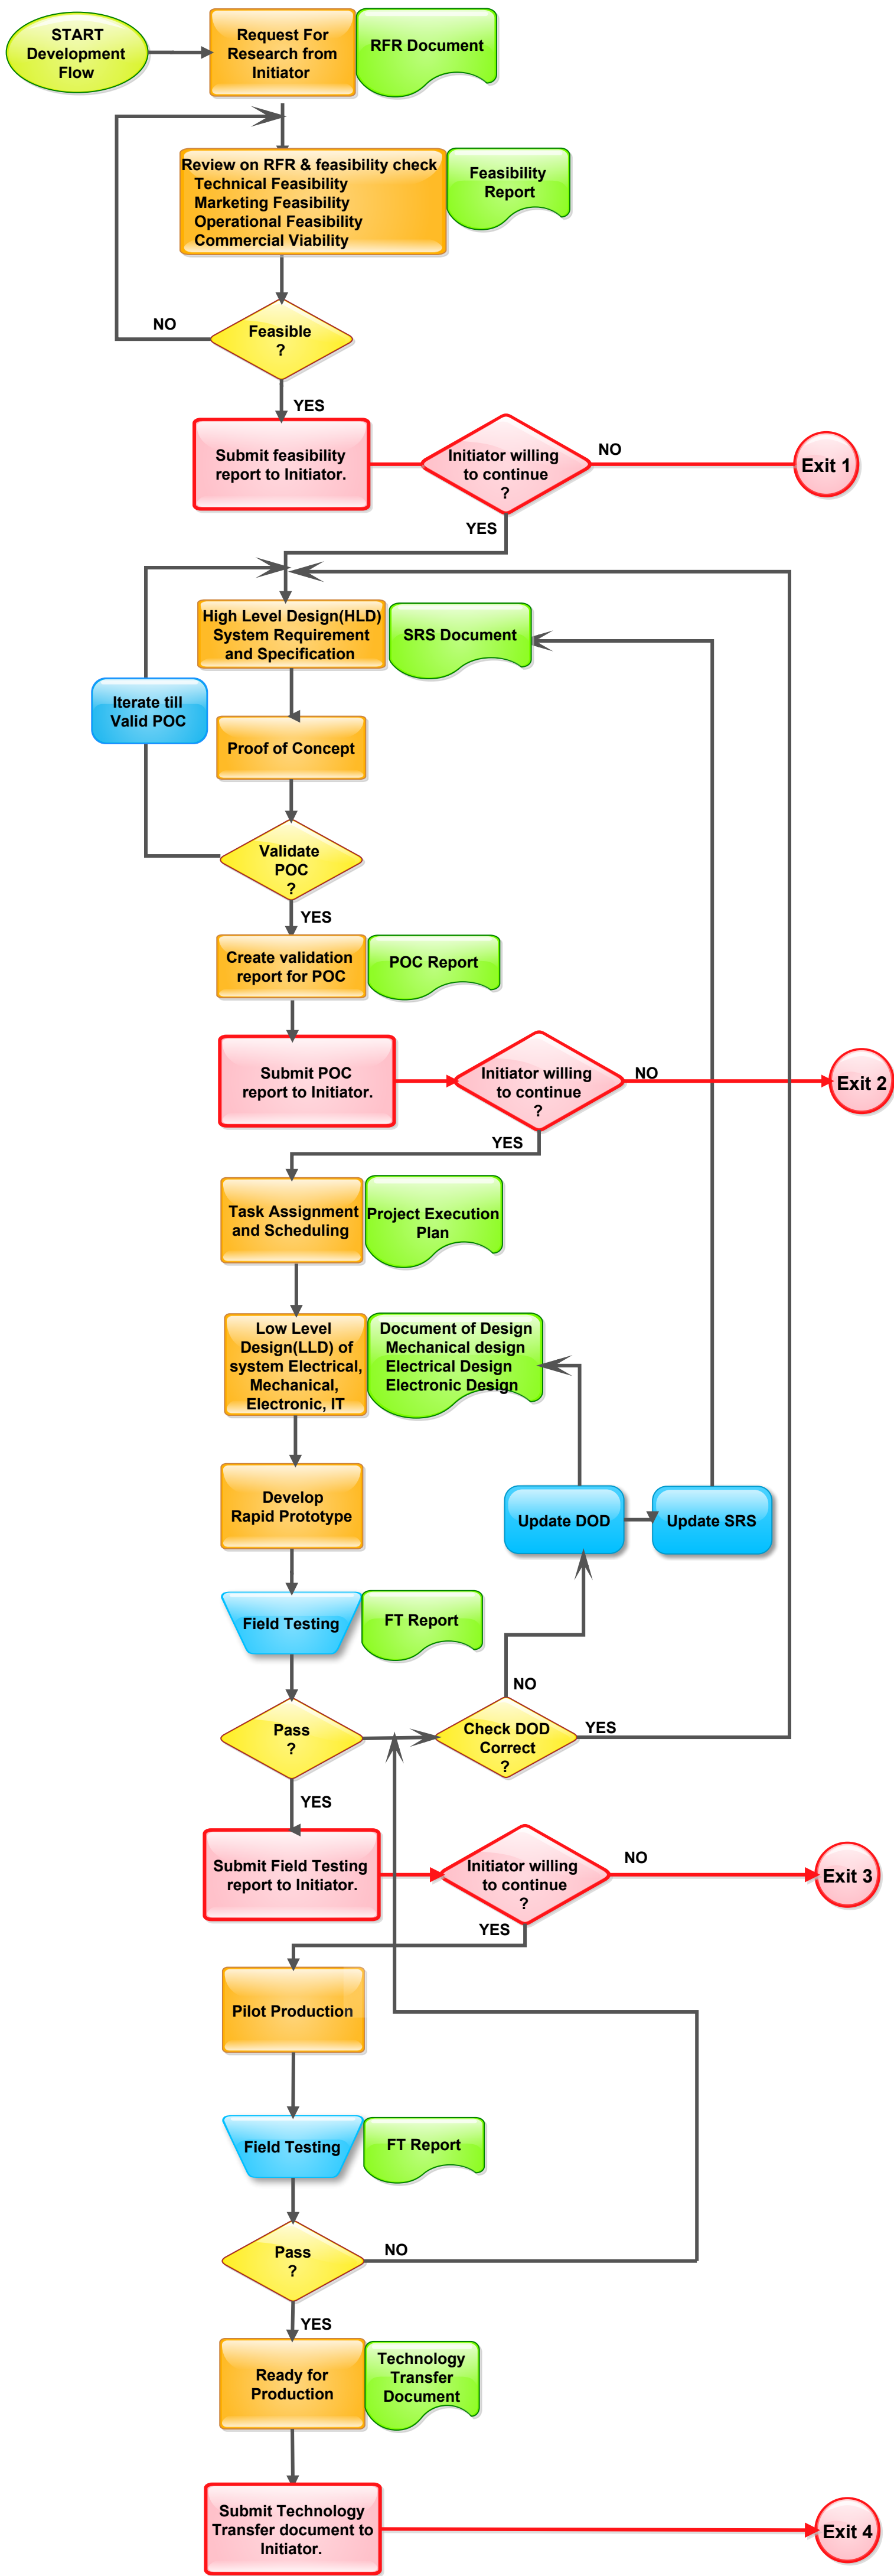 START
Development
Flow
Request For
Research from
Initiator
RFR Document
Review on RFR & feasibility check
Technical Feasibility
Marketing Feasibility
Operational Feasibility
Commercial Viability
Feasibility
Report
NO
Feasible
?
YES
Submit feasibility
report to Initiator.
Initiator willing
to continue
?
NO
Exit 1
YES
High Level Design(HLD)
System Requirement
and Specification
SRS Document
Iterate till
Valid POC
Proof of Concept
Validate
POC
?
YES
Create validation
report for POC
POC Report
Submit POC
report to Initiator.
Initiator willing
to continue
?
NO
Exit 2
YES
Task Assignment
and Scheduling
Project Execution
Plan
Low Level
Design(LLD) of
system Electrical,
Mechanical,
Electronic, IT
Document of Design
Mechanical design
Electrical Design
Electronic Design
Develop
Rapid Prototype
Update DOD
Update SRS
Field Testing
FT Report
NO
Pass
?
Check DOD
Correct
?
YES
YES
Submit Field Testing
report to Initiator.
Initiator willing
to continue
?
NO
Exit 3
YES
Pilot Production
Field Testing
FT Report
Pass
?
NO
YES
Ready for
Production
Technology
Transfer
Document
Submit Technology
Transfer document to
Initiator.
Exit 4